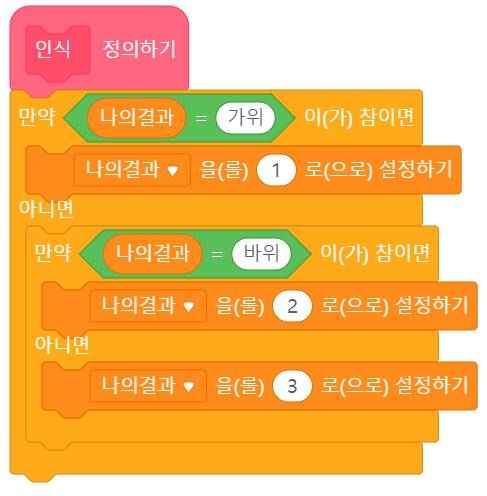 인식 정의하기
만약 나의결과 = 가위 이(가) 참이면
나의결과 을(를) 1 로(으로) 설정하기
아니면
만약 나의결과 = 바위 이(가) 참이면
나의결과 을(를) 2 로(으로) 설정하기
아니면
나의결과 을(를) 3 로(으로) 설정하기